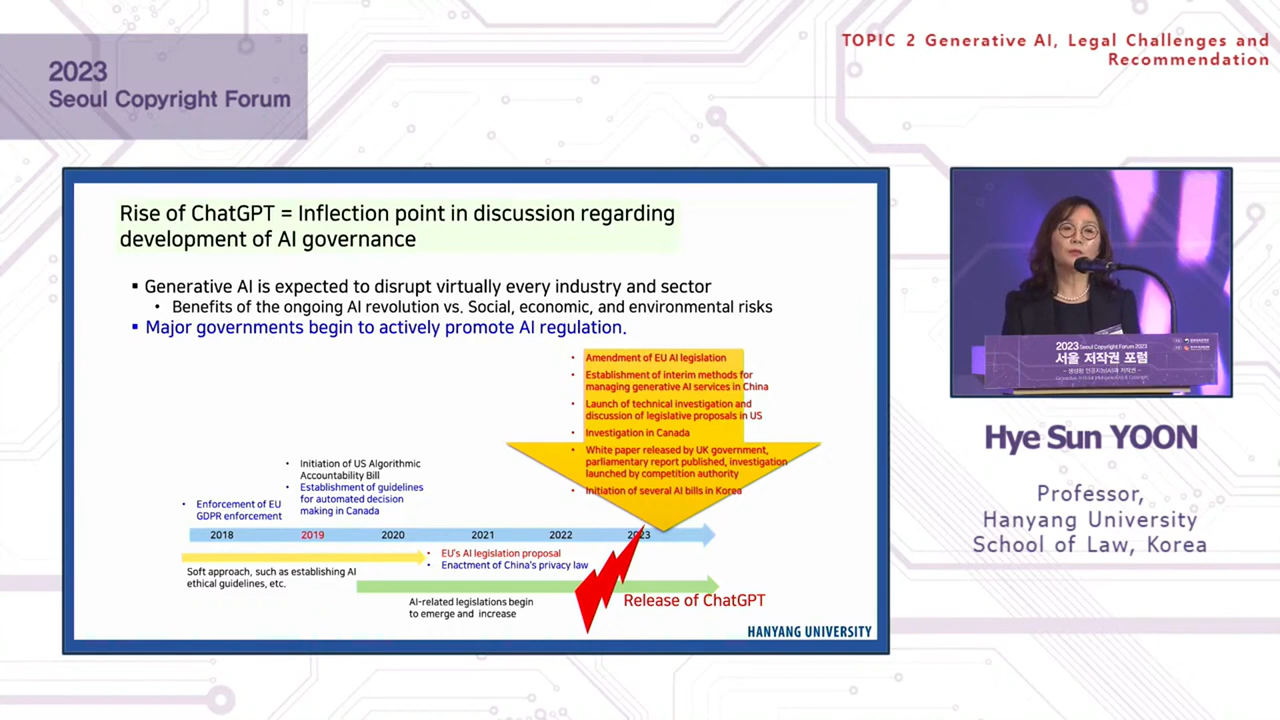 TOPIC 2 Generative AI, Legal Challenges and
Recommendation
2023
Seoul Copyright Forum
Rise of ChatGPT = Inflection point in discussion regarding
development of AI governance
▪ Generative AI is expected to disrupt virtually every industry and sector
• Benefits of the ongoing AI revolution vs. Social, economic, and environmental risks
▪ Major governments begin to actively promote AI regulation.
• Amendment of EU AI legislation
• Establishment of interim methods for
managing generative AI services in China
• Launch of technical investigation and
discussion of legislative proposals in US
• Investigation in Canada
• White paper released by UK government,
parliamentary report published, investigation
launched by competition authority
• Initiation of several AI bills in Korea
• Initiation of US Algorithmic
Accountability Bill
• Establishment of guidelines
for automated decision
making in Canada
• Enforcement of EU
GDPR enforcement
2018 2019 2020 2021 2022 2023
• EU's AI legislation proposal
• Enactment of China's privacy law
Soft approach, such as establishing AI
ethical guidelines, etc.
AI-related legislations begin
to emerge and increase
Release of ChatGPT
HANYANG UNIVERSITY
2023 Seoul Copyright Forum 2023
서울 저작권 포럼
Hye Sun YOON
Professor,
Hanyang University
School of Law, Korea